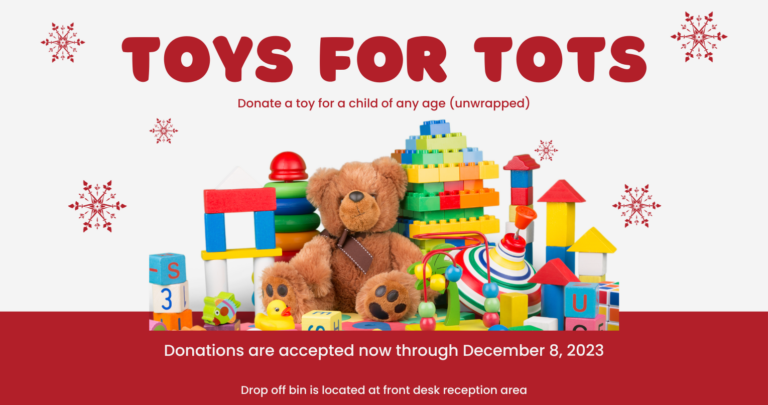 TOYS FOR TOTS
Donate a toy for a child of any age (unwrapped)
S
3
E
U
Donations are accepted now through December 8, 2023
Drop off bin is located at front desk reception area